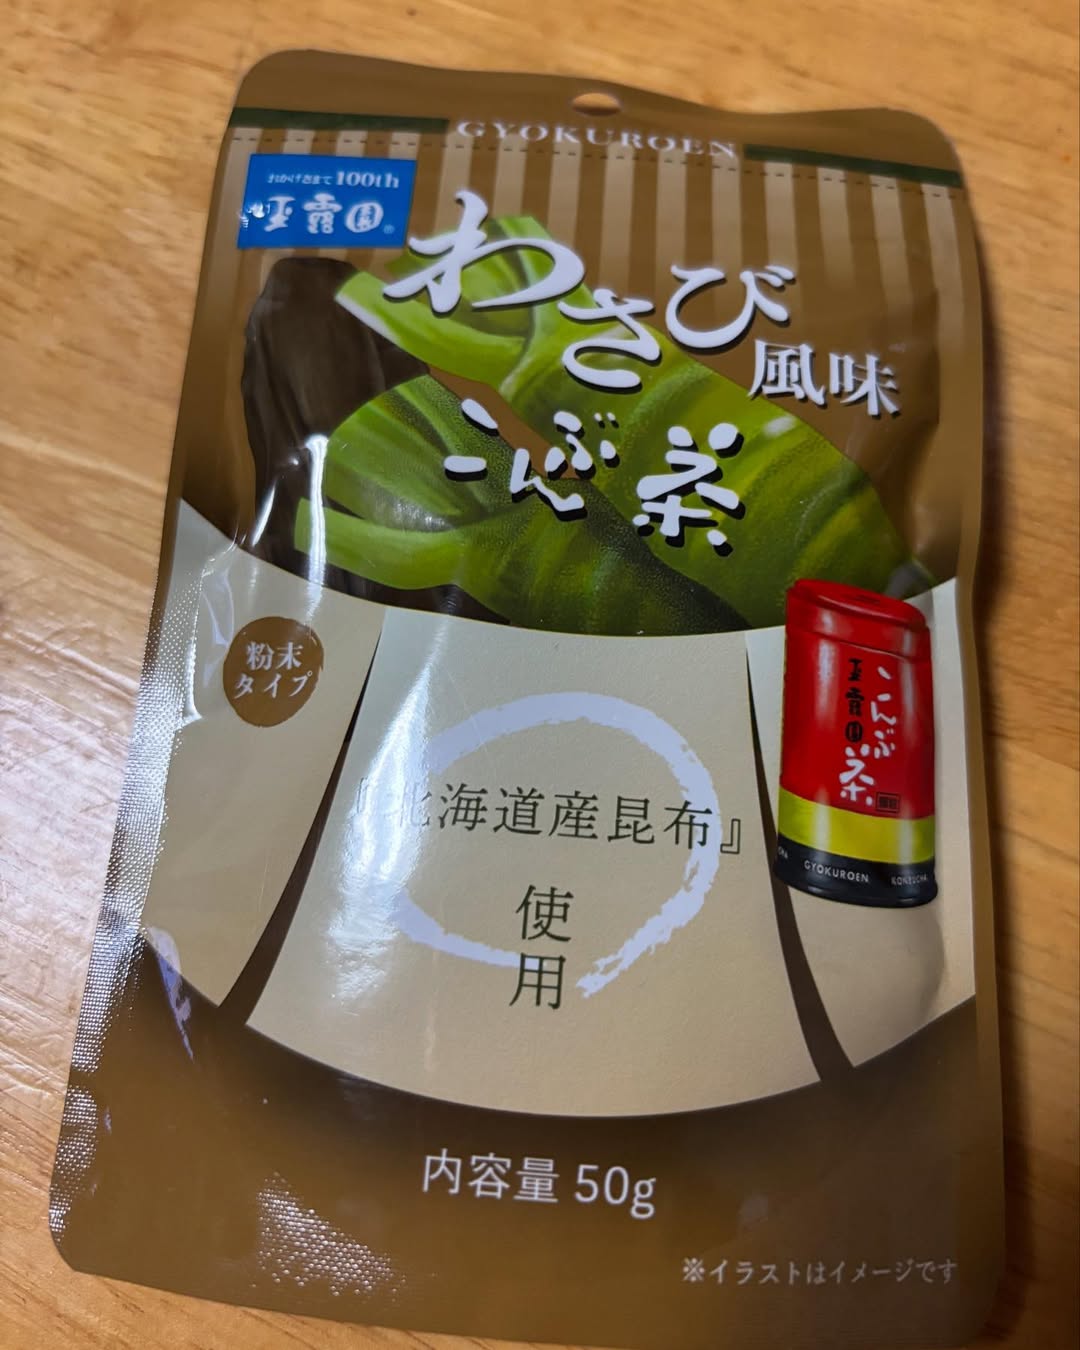 GYOKUROEN
おかげさまで100th
玉露園®
わさび
風味
こんぶ茶
粉末
タイプ
こんぶ茶
玉露園
GYOKUROEN
『北海道産昆布』
使
用
内容量 50g
※イラストはイメージです